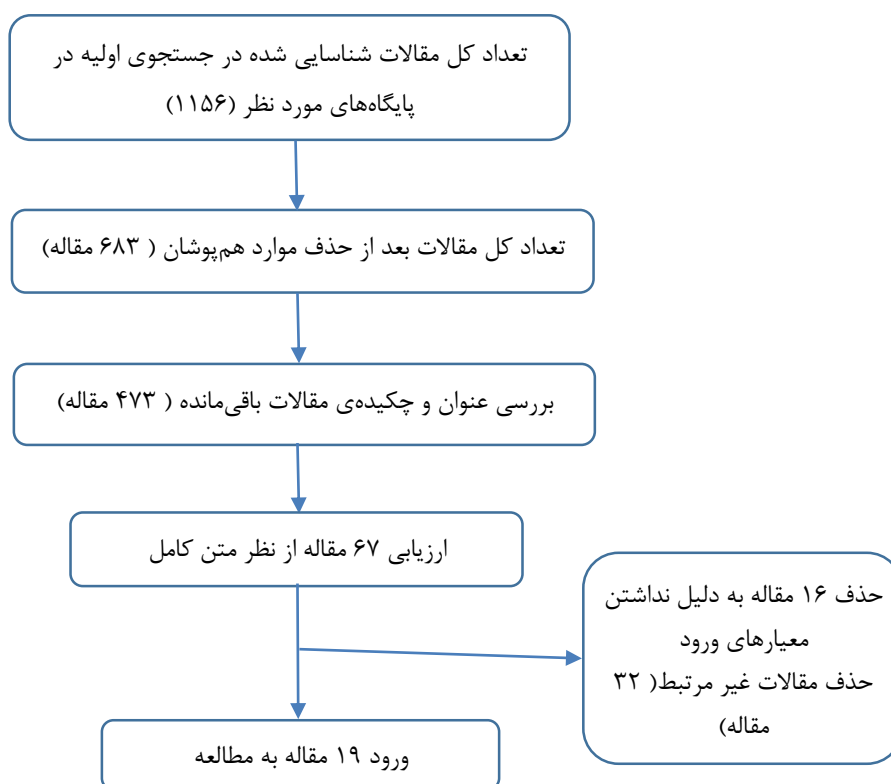 تعداد کل مقالات شناسایی شده در جستجوی اولیه در
پایگاه‌های مورد نظر (۱۱۵۶)
تعداد کل مقالات بعد از حذف موارد هم‌پوشان ( ۶۸۳ مقاله)
بررسی عنوان و چکیده‌ی مقالات باقی‌مانده ( ۴۷۳ مقاله)
ارزیابی ۶۷ مقاله از نظر متن کامل
حذف ۱۶ مقاله به دلیل نداشتن
معیارهای ورود
حذف مقالات غیر مرتبط( ۳۲
مقاله)
ورود ۱۹ مقاله به مطالعه